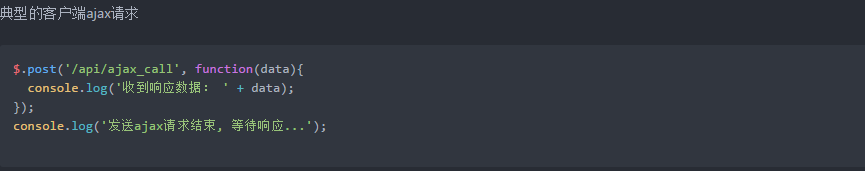 典型的客户端ajax请求
$.post('/api/ajax_call', function(data){
  console.log('收到响应数据: ' + data);
});
console.log('发送ajax请求结束, 等待响应...');